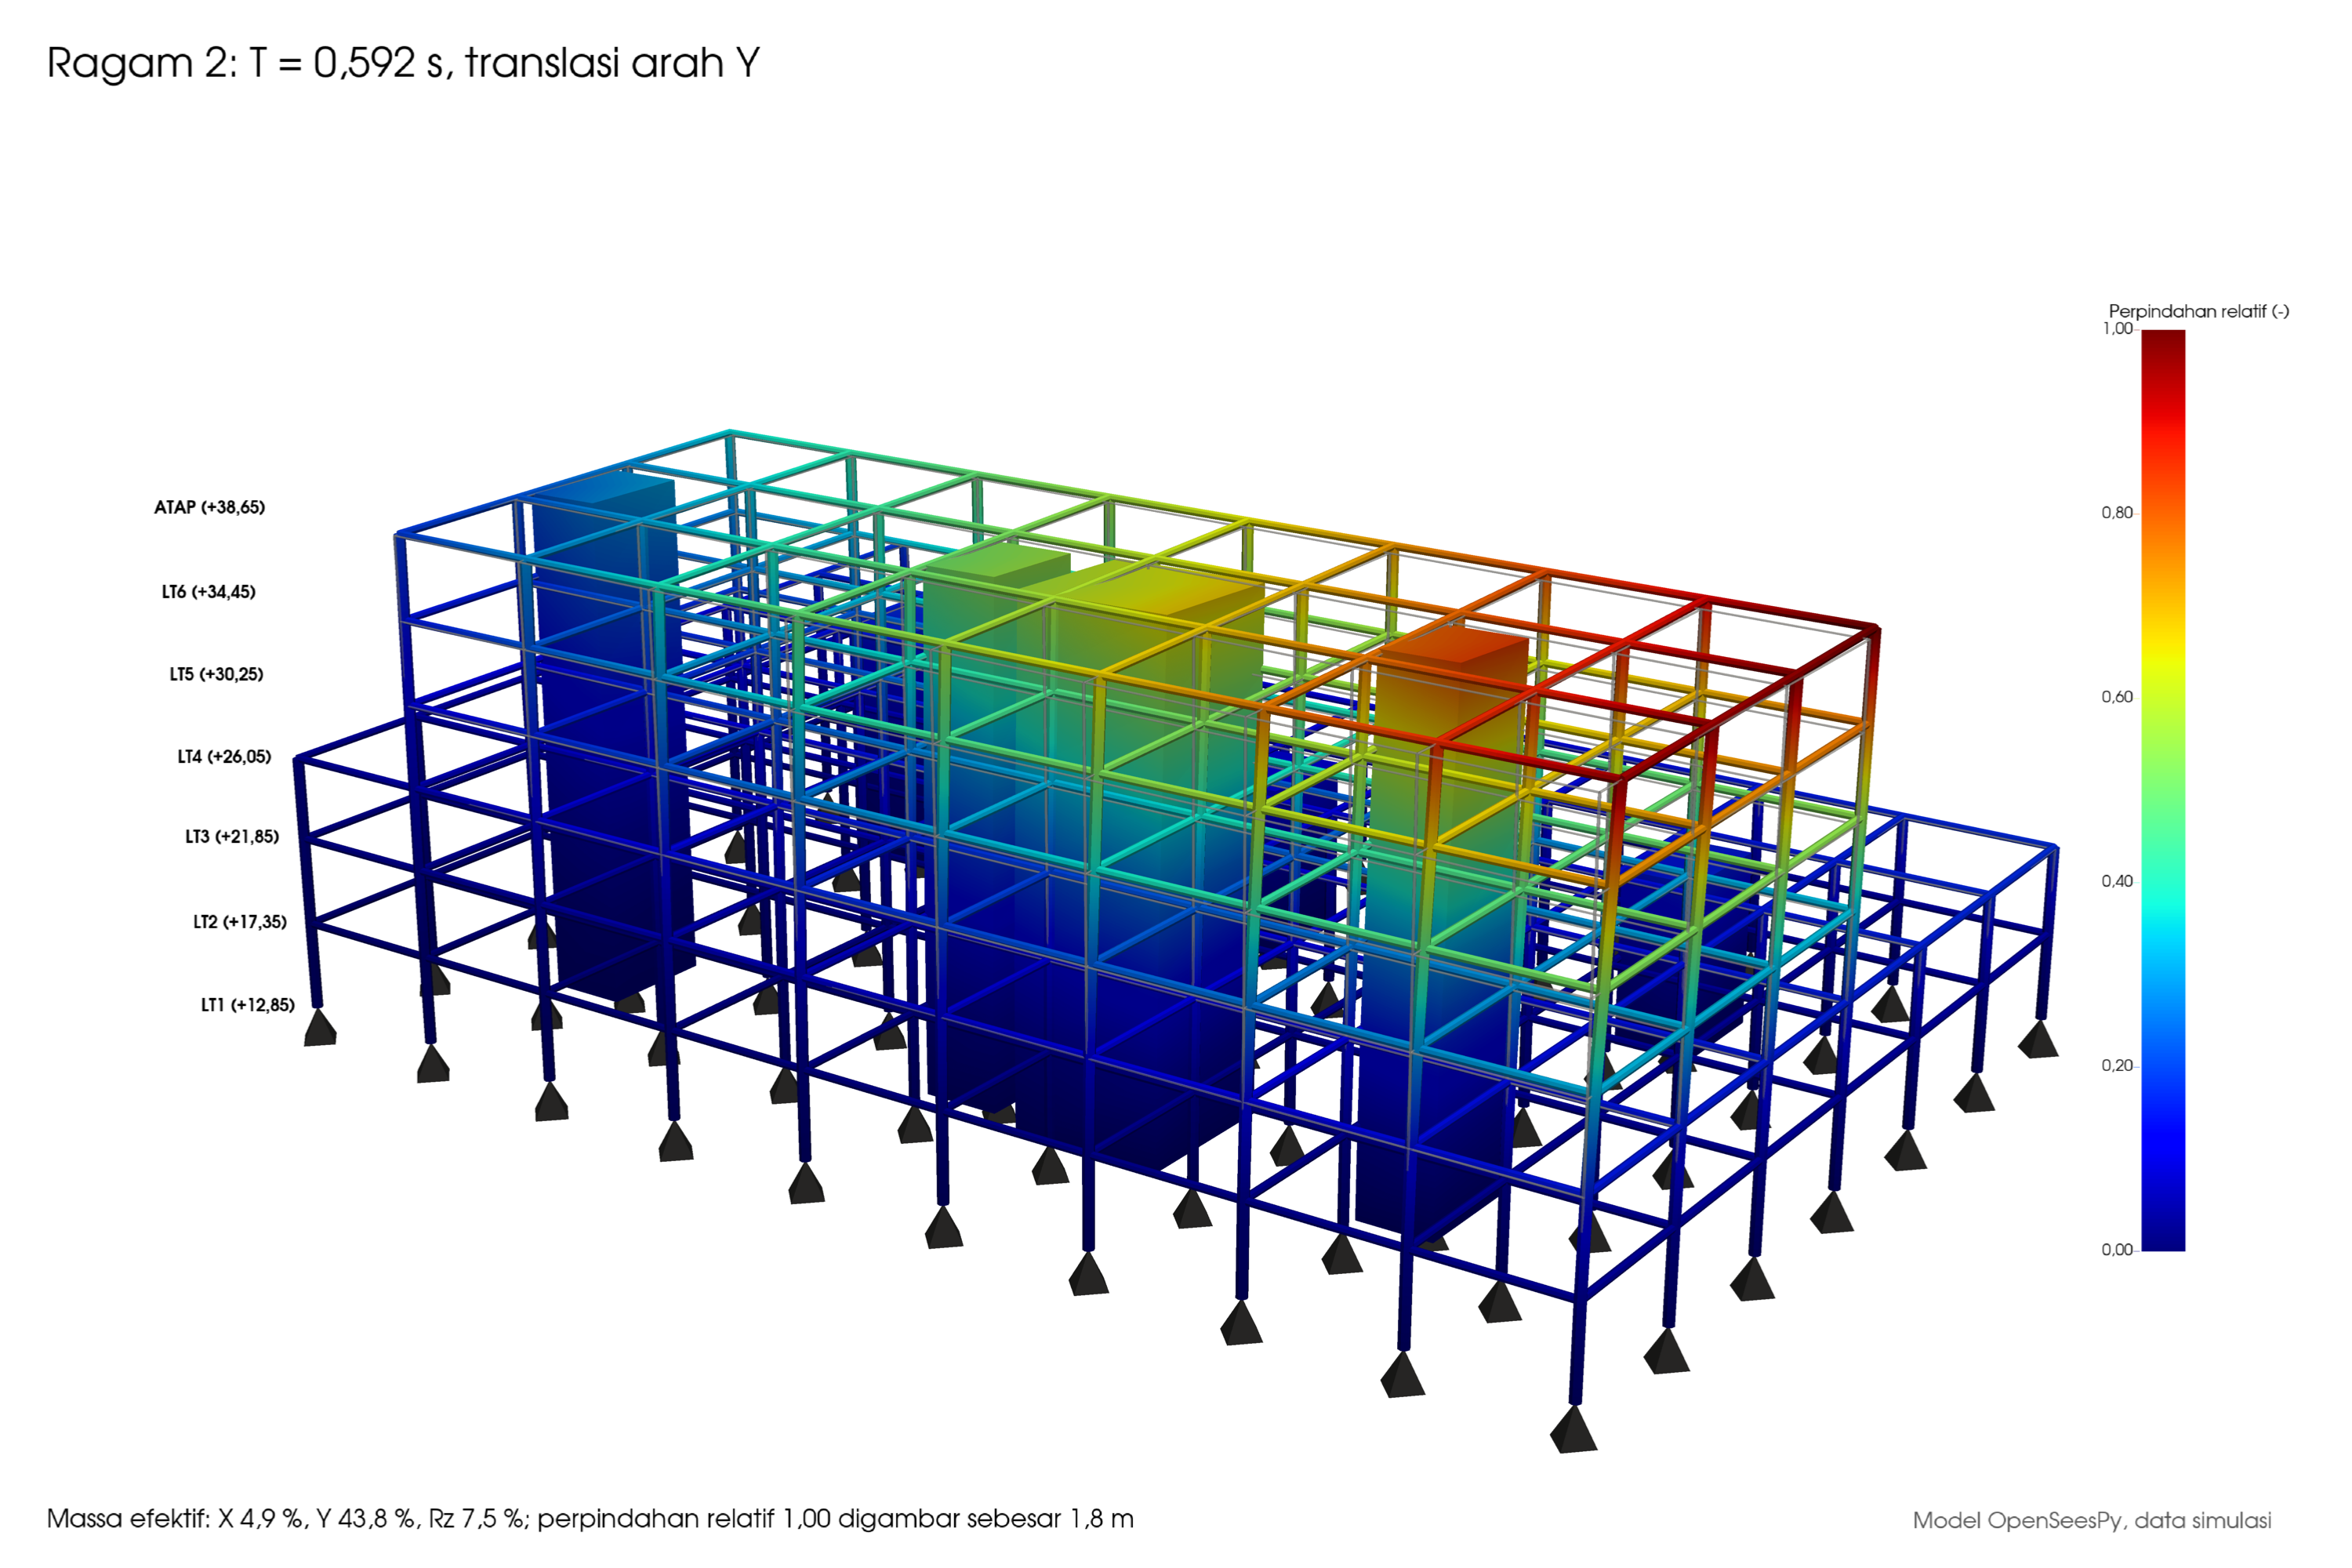 Ragam 2: T = 0,592 s, translasi arah Y
Perpindahan relatif (-)
1,00
0,80
0,60
0,40
0,20
0,00
ATAP (+38,65)
LT6 (+34,45)
LT5 (+30,25)
LT4 (+26,05)
LT3 (+21,85)
LT2 (+17,35)
LT1 (+12,85)
Massa efektif: X 4,9 %, Y 43,8 %, Rz 7,5 %; perpindahan relatif 1,00 digambar sebesar 1,8 m
Model OpenSeesPy, data simulasi